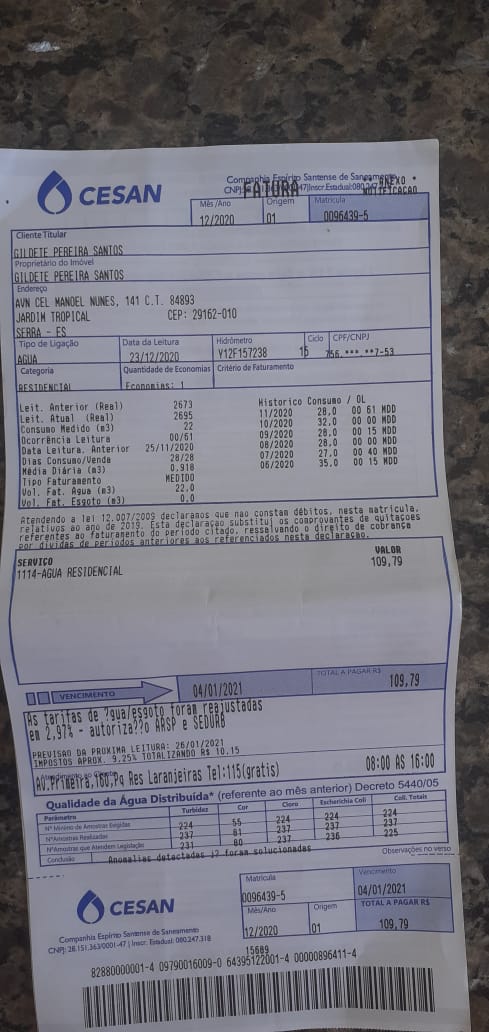 CESAN
Companhia Espírito Santense de Saneamento
FATURA
** ANEXO *
NOTIFICAÇAO
Mês /Ano Origem Matrícula
12/2020 01 0096439-5
Cliente Titular
GILDETE PEREIRA SANTOS
Proprietário do Imóvel
GILDETE PEREIRA SANTOS
Endereço
AVN CEL MANOEL NUNES, 141 C.T. 84893
JARDIM TROPICAL CEP: 29162-010
SERRA - ES
Tipo de Ligação Data da Leitura Hidrômetro Ciclo CPF/CNPJ
AGUA 23/12/2020 Y12F157238 15 756.***.**7-53
Categoria Quantidade de Economias Critério de Faturamento
RESIDENCIAL Economias: 1
Leit. Anterior (Real) 2673
Leit. Atual (Real) 2695
Consumo Medido (m3) 22
Ocorrência Leitura 00/61
Data Leitura. Anterior 25/11/2020
Dias Consumo/Venda 28/28
Média Diária (m3) 0.918
Tipo Faturamento MEDIDO
Vol. Fat. Agua (m3) 22.0
Vol. Fat. Esgoto (m3) 0.0
Historico Consumo / OL
11/2020 28.0 00 61 MDD
10/2020 32.0 00 00 MDD
09/2020 28.0 00 15 MDD
08/2020 28.0 00 00 MDD
07/2020 27.0 00 40 MDD
06/2020 35.0 00 15 MDD
Atendendo a lei 12.007/2009 declaramos que não constam débitos, nesta matrícula,
relativos ao ano de 2019. Esta declaração substitui os comprovantes de quitações
referentes ao faturamento do período citado, ressalvando o direito de cobrança
por dívidas de períodos anteriores aos referenciados nesta declaração.
SERVIÇO VALOR
1114-AGUA RESIDENCIAL 109,79
VENCIMENTO 04/01/2021 TOTAL A PAGAR R$ 109,79
As tarifas de ?gua/esgoto foram reajustadas
em 2,97% - autoriza??o ARSP e SEDURB
PREVISAO DA PROXIMA LEITURA: 26/01/2021
IMPOSTOS APROX. 9.25% TOTALIZANDO R$ 10,15
AV.Primeira,160,Pq Res Laranjeiras Tel:115(gratis) 08:00 AS 16:00
Qualidade da Água Distribuída* (referente ao mês anterior) Decreto 5440/05
Parâmetro Turbidez Cor Cloro Escherichia Coli Coli. Totais
Nº Mínimo de Amostras Exigidas 224 55 224 224 224
Nº Amostras Realizadas 237 81 237 237 237
Nº Amostras que Atendem Legislação 231 80 237 236 225
Conclusão Anomalias detectadas j? foram solucionadas Observações no verso
CESAN
Companhia Espírito Santense de Saneamento
CNPJ: 28.151.363/0001-47 | Inscr. Estadual: 080.247.318
Matrícula Vencimento
0096439-5 04/01/2021
Mês/Ano Origem TOTAL A PAGAR R$
12/2020 01 109,79
15689
82880000001-4 09790016009-0 64395122001-4 00000896411-4